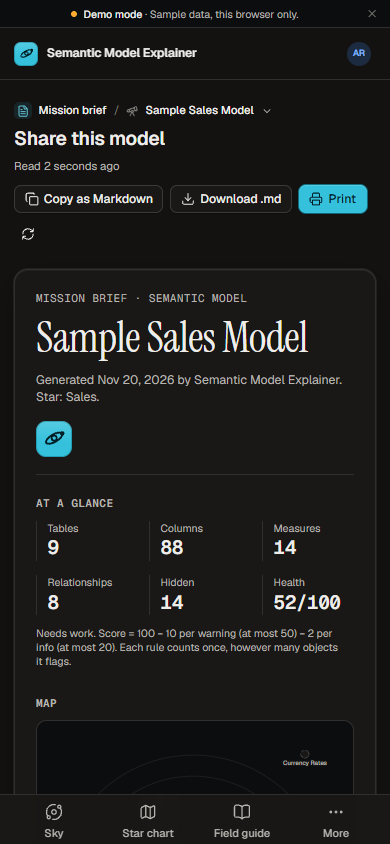 Demo mode · Sample data, this browser only.
Semantic Model Explainer
AR
Mission brief / Sample Sales Model
Share this model
Read 2 seconds ago
Copy as Markdown
Download .md
Print
MISSION BRIEF · SEMANTIC MODEL
Sample Sales Model
Generated Nov 20, 2026 by Semantic Model Explainer.
Star: Sales.
AT A GLANCE
Tables Columns Measures
9 88 14
Relationships Hidden Health
8 14 52/100
Needs work. Score = 100 − 10 per warning (at most 50) − 2 per
info (at most 20). Each rule counts once, however many objects
it flags.
MAP
Currency Rates
Sky Star chart Field guide More